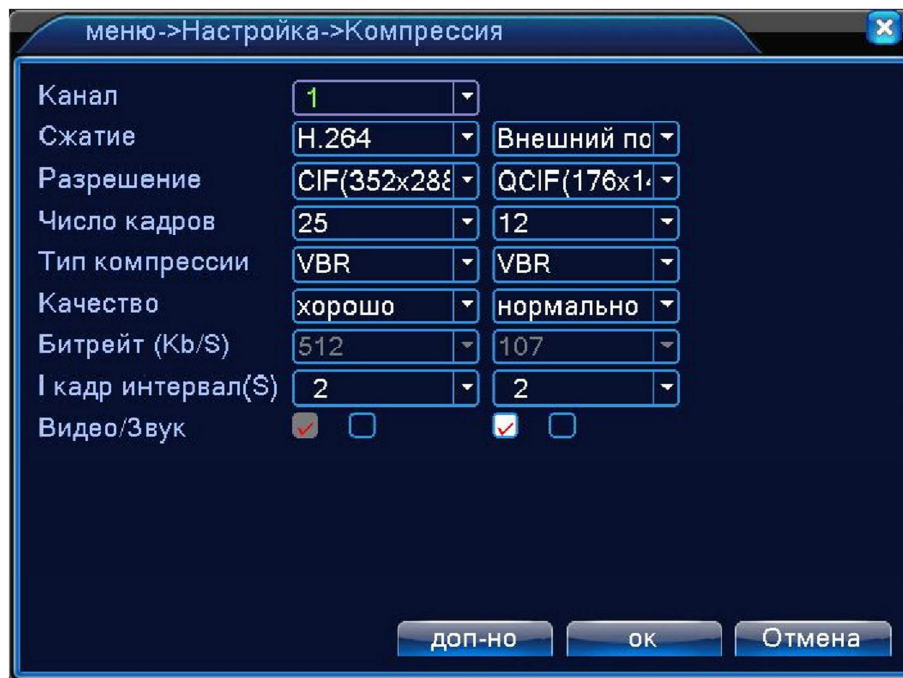 меню->Настройка->Компрессия
Канал 1
Сжатие H.264 Внешний по
Разрешение CIF(352x288 QCIF(176x14
Число кадров 25 12
Тип компрессии VBR VBR
Качество хорошо нормально
Битрейт (Kb/S) 512 107
I кадр интервал(S) 2 2
Видео/Звук
доп-но ок Отмена